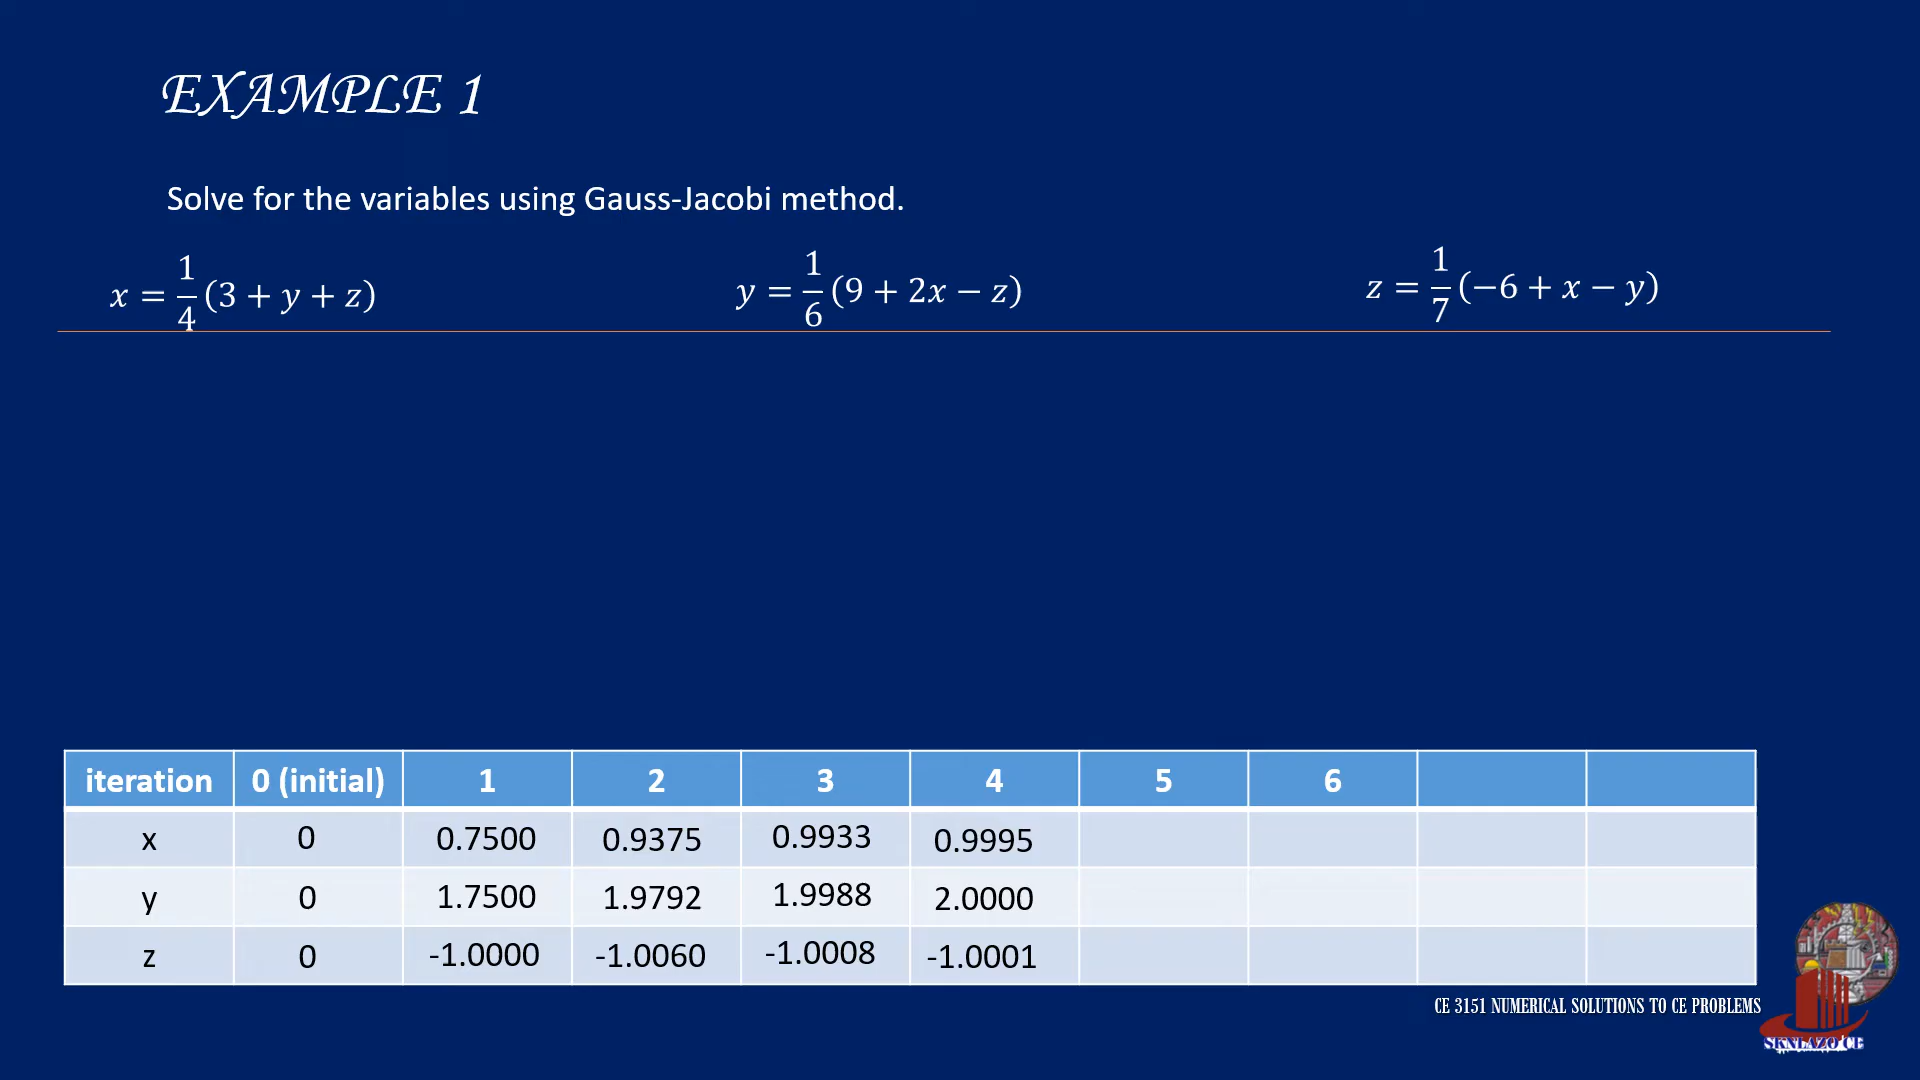 EXAMPLE 1
Solve for the variables using Gauss-Jacobi method.
x = 1/4 (3 + y + z) y = 1/6 (9 + 2x − z) z = 1/7 (−6 + x − y)
iteration 0 (initial) 1 2 3 4 5 6
x 0 0.7500 0.9375 0.9933 0.9995
y 0 1.7500 1.9792 1.9988 2.0000
z 0 -1.0000 -1.0060 -1.0008 -1.0001
CE 3151 NUMERICAL SOLUTIONS TO CE PROBLEMS
SKNLAZO CE